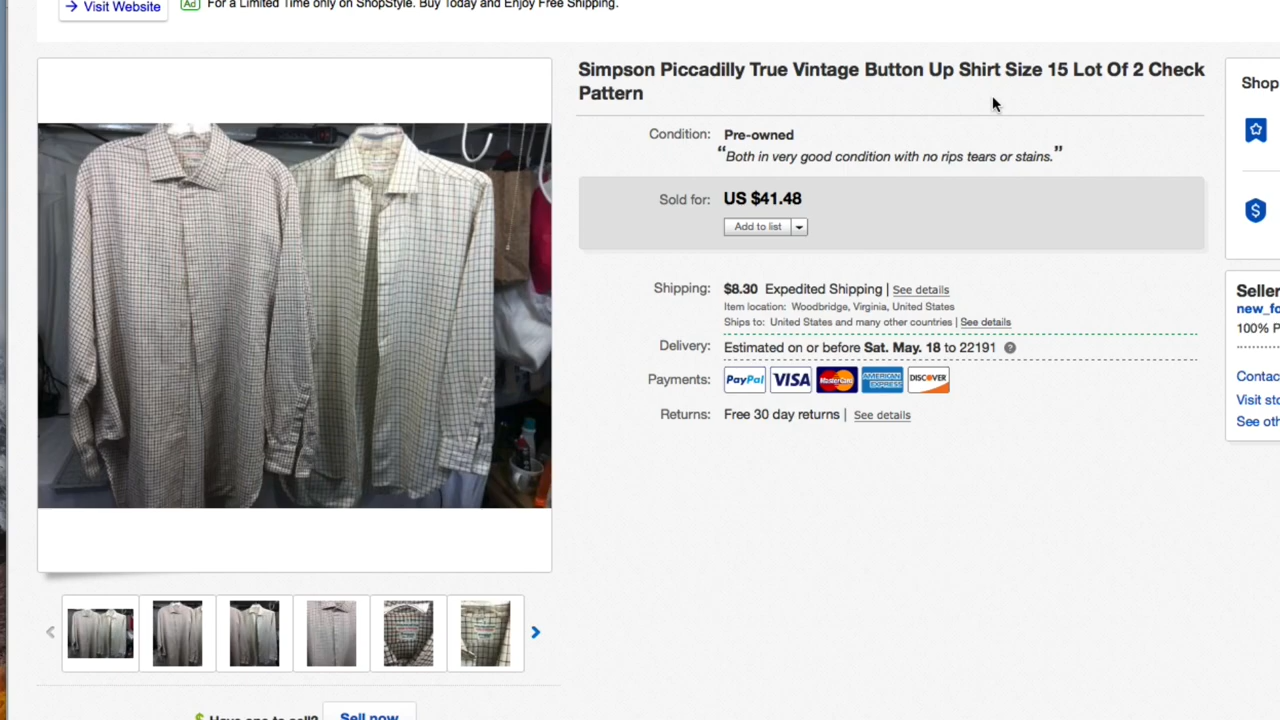 Visit Website
Ad For a Limited Time only on ShopStyle. Buy Today and Enjoy Free Shipping.
Simpson Piccadilly True Vintage Button Up Shirt Size 15 Lot Of 2 Check
Pattern
Condition: Pre-owned
“Both in very good condition with no rips tears or stains.”
Sold for: US $41.48
Add to list
Shipping: $8.30 Expedited Shipping | See details
Item location: Woodbridge, Virginia, United States
Ships to: United States and many other countries | See details
Delivery: Estimated on or before Sat. May. 18 to 22191
Payments: PayPal VISA MasterCard AMERICAN EXPRESS DISCOVER
Returns: Free 30 day returns | See details
Shop
Seller
new_fo
100% P
Contac
Visit sto
See oth
Have one to sell? Sell now